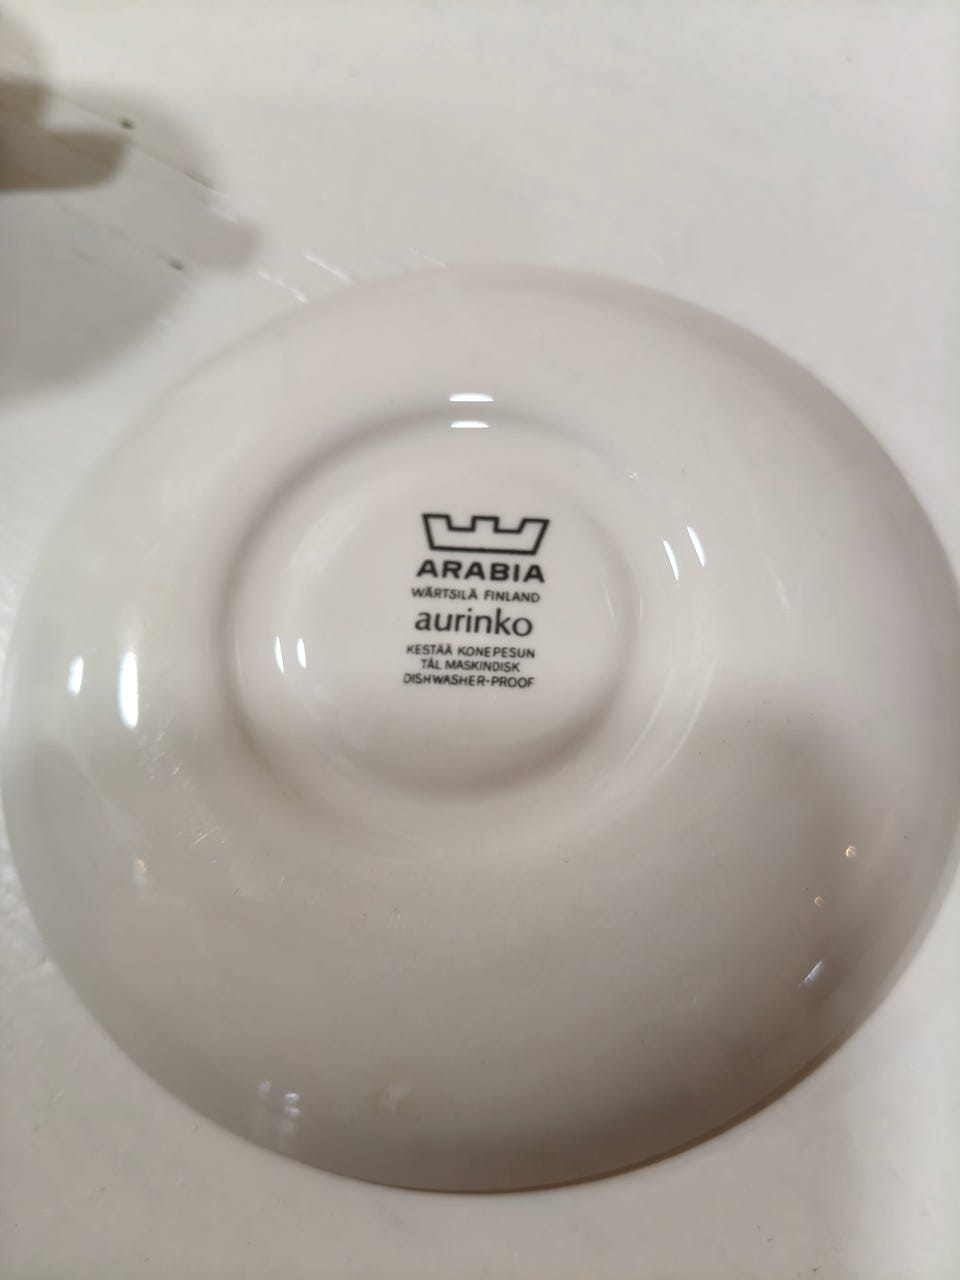 ARABIA
WÄRTSILÄ FINLAND
aurinko
KESTÄÄ KONEPESUN
TÅL MASKINDISK
DISHWASHER-PROOF